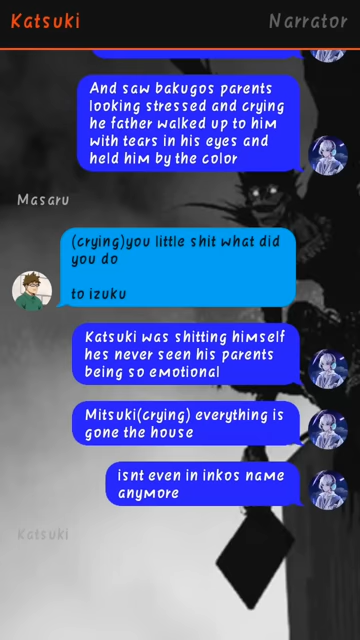 Katsuki
Narrator
And saw bakugos parents
looking stressed and crying
he father walked up to him
with tears in his eyes and
held him by the color
Masaru
(crying)you little shit what did
you do
to izuku
Katsuki was shitting himself
hes never seen his parents
being so emotional
Mitsuki(crying) everything is
gone the house
isnt even in inkos name
anymore
Katsuki